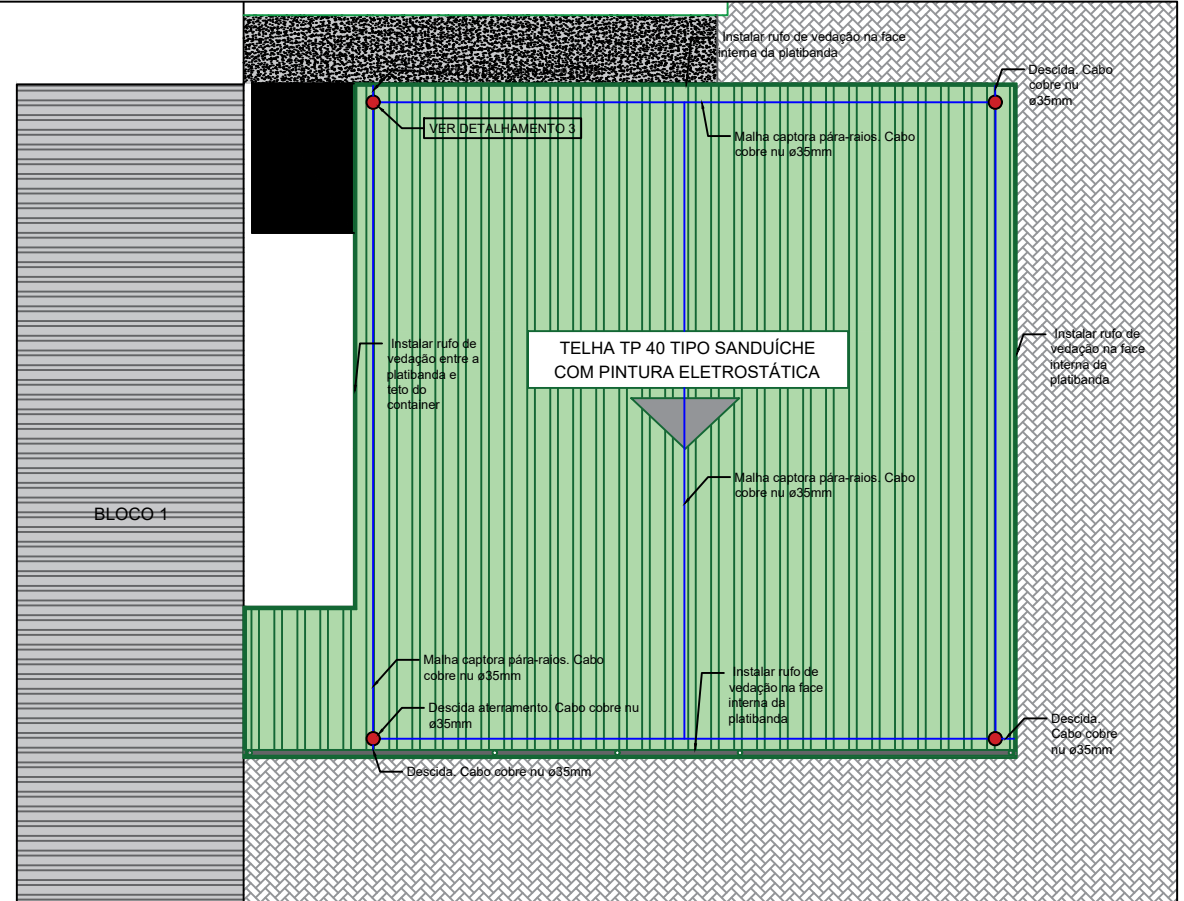 Instalar rufo de vedação na face
interna da platibanda
Descida. Cabo
cobre nu
ø35mm
VER DETALHAMENTO 3
Malha captora pára-raios. Cabo
cobre nu ø35mm
Instalar rufo de
vedação entre a
platibanda e
teto do
container
TELHA TP 40 TIPO SANDUÍCHE
COM PINTURA ELETROSTÁTICA
Instalar rufo de
vedação na face
interna da
platibanda
Malha captora pára-raios. Cabo
cobre nu ø35mm
BLOCO 1
Malha captora pára-raios. Cabo
cobre nu ø35mm
Instalar rufo de
vedação na face
interna da
platibanda
Descida aterramento. Cabo cobre nu
ø35mm
Descida.
Cabo cobre
nu ø35mm
Descida. Cabo cobre nu ø35mm